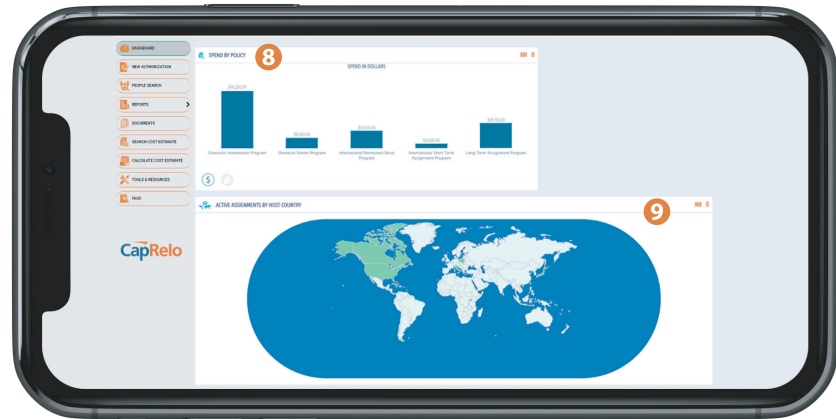 DASHBOARD
NEW AUTHORIZATION
PEOPLE SEARCH
REPORTS
DOCUMENTS
SEARCH COST ESTIMATE
CALCULATE COST ESTIMATE
TOOLS & RESOURCES
FAQS
CapRelo
SPEND BY POLICY
8
SPEND IN DOLLARS
Domestic Homeowner Program
Domestic Renter Program
International Permanent Move Program
International Short Term Assignment Program
Long Term Assignment Program
$
ACTIVE ASSIGNMENTS BY HOST COUNTRY
9